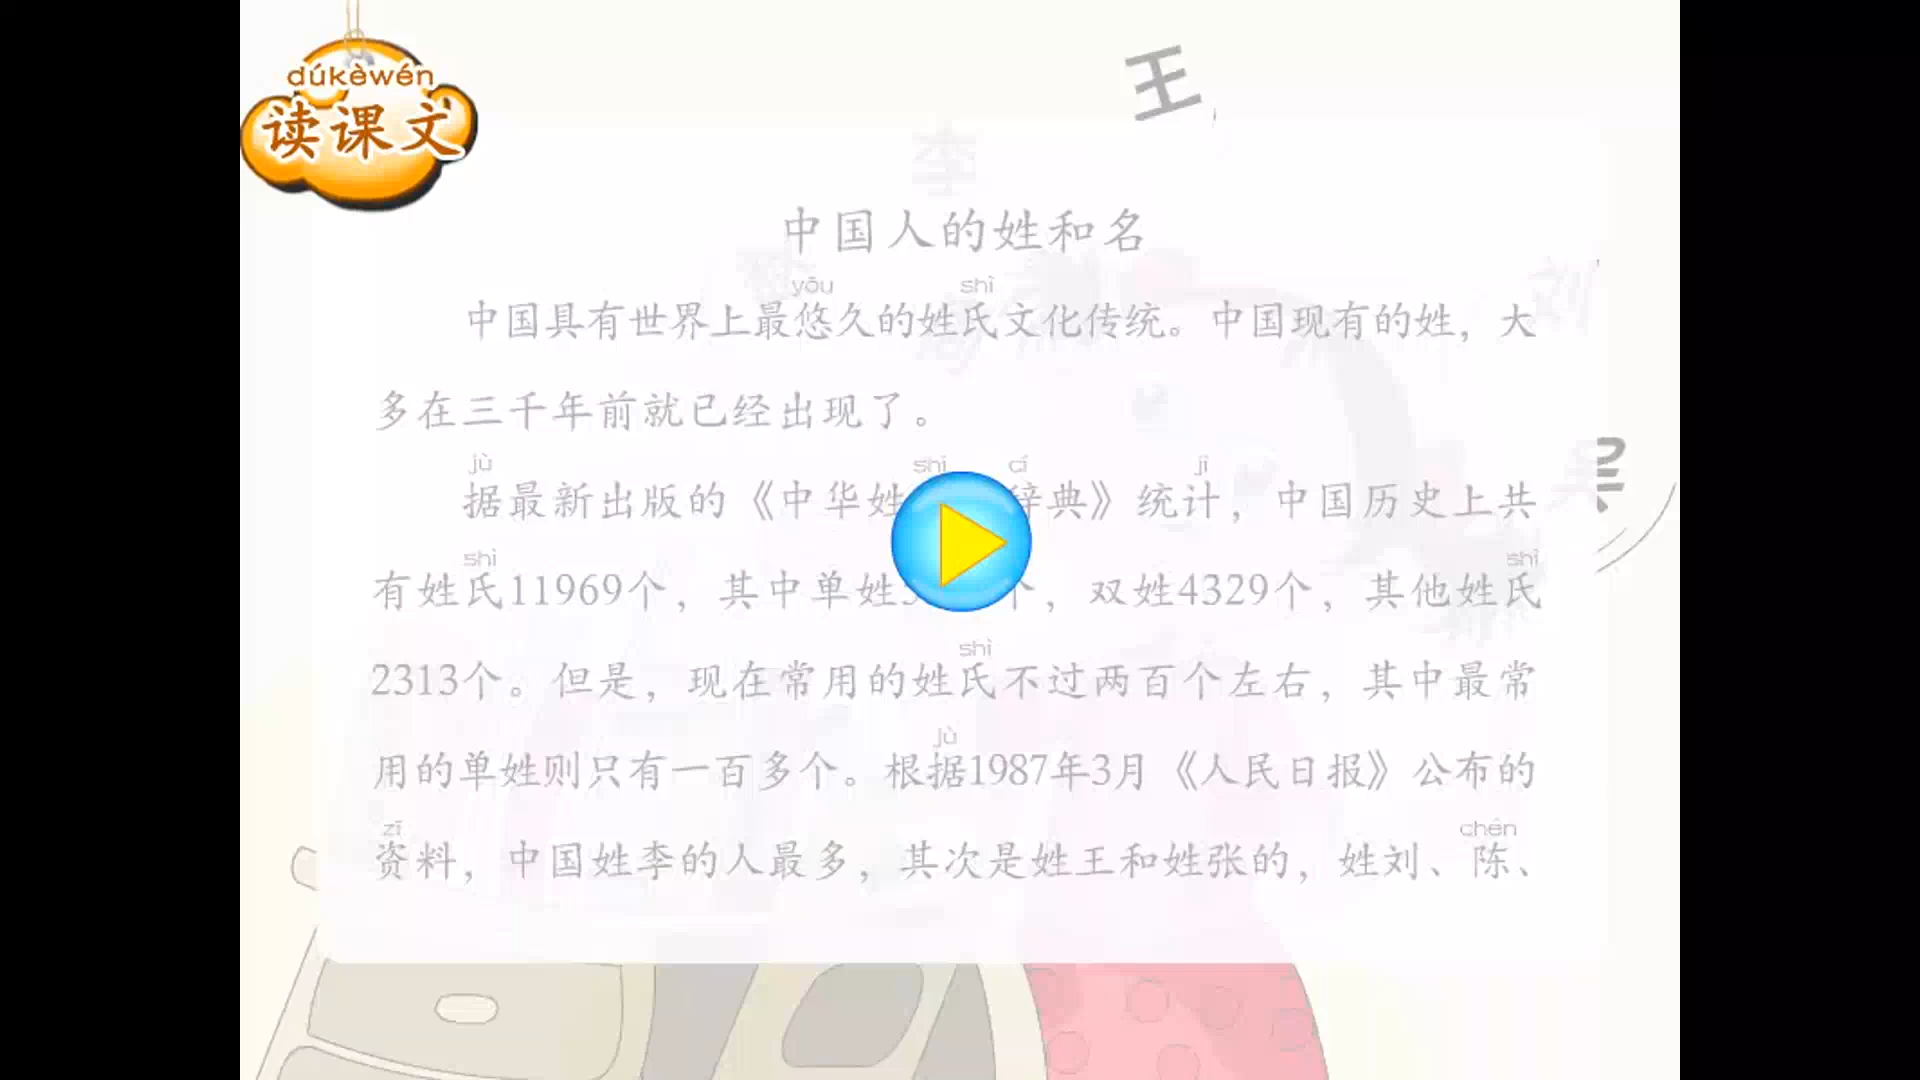 dúkèwén
读课文
王
李
中国人的姓和名
刘
yōu shì
中国具有世界上最悠久的姓氏文化传统。中国现有的姓，大
多在三千年前就已经出现了。
jù shì cí jì
据最新出版的《中华姓 辞典》统计，中国历史上共
吴
shì shì
有姓氏11969个，其中单姓 个，双姓4329个，其他姓氏
shì
2313个。但是，现在常用的姓氏不过两百个左右，其中最常
jù
用的单姓则只有一百多个。根据1987年3月《人民日报》公布的
zī chén
资料，中国姓李的人最多，其次是姓王和姓张的，姓刘、陈、